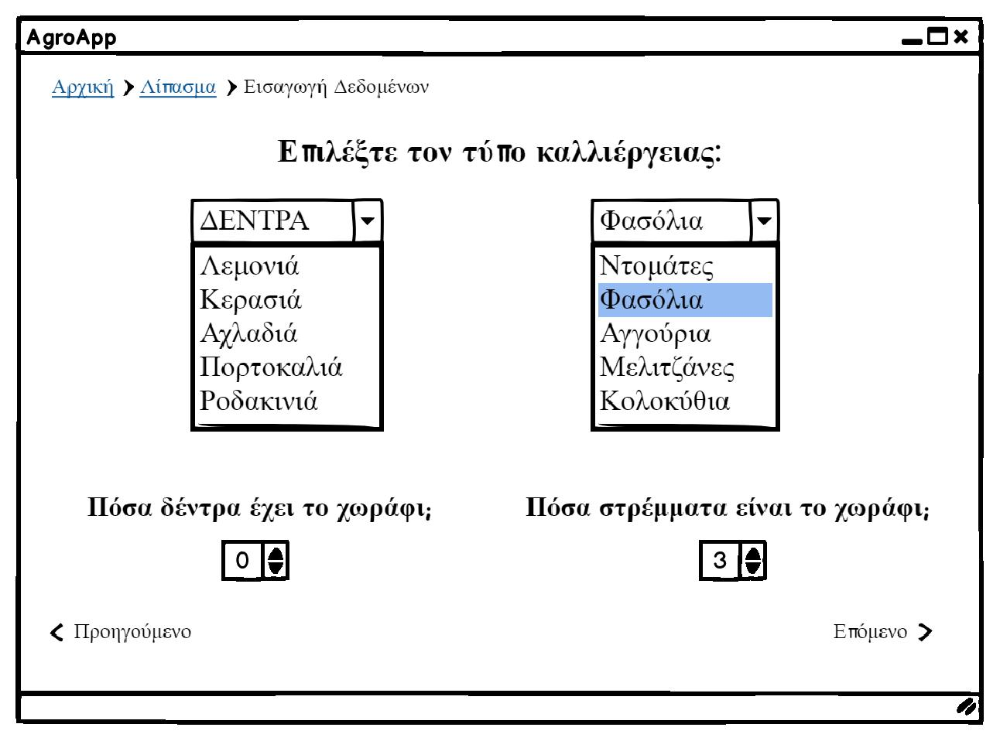 AgroApp
Αρχική > Λίπασμα > Εισαγωγή Δεδομένων
Επιλέξτε τον τύπο καλλιέργειας:
ΔΕΝΤΡΑ
Λεμονιά
Κερασιά
Αχλαδιά
Πορτοκαλιά
Ροδακινιά
Φασόλια
Ντομάτες
Φασόλια
Αγγούρια
Μελιτζάνες
Κολοκύθια
Πόσα δέντρα έχει το χωράφι;
0
Πόσα στρέμματα είναι το χωράφι;
3
< Προηγούμενο
Επόμενο >